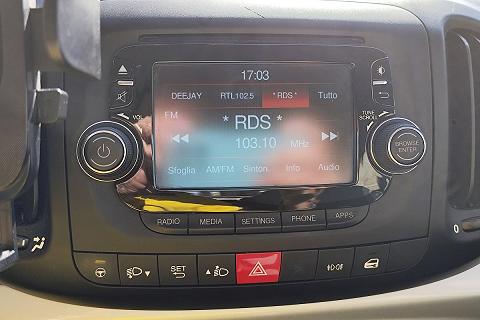 17:03
DEEJAY RTL102.5 * RDS * Tutto
FM
VOL
TUNE
SCROLL
* RDS *
103.10 MHz
BROWSE
ENTER
Sfoglia AM/FM Sinton. Info Audio
RADIO MEDIA SETTINGS PHONE APPS
SET
0